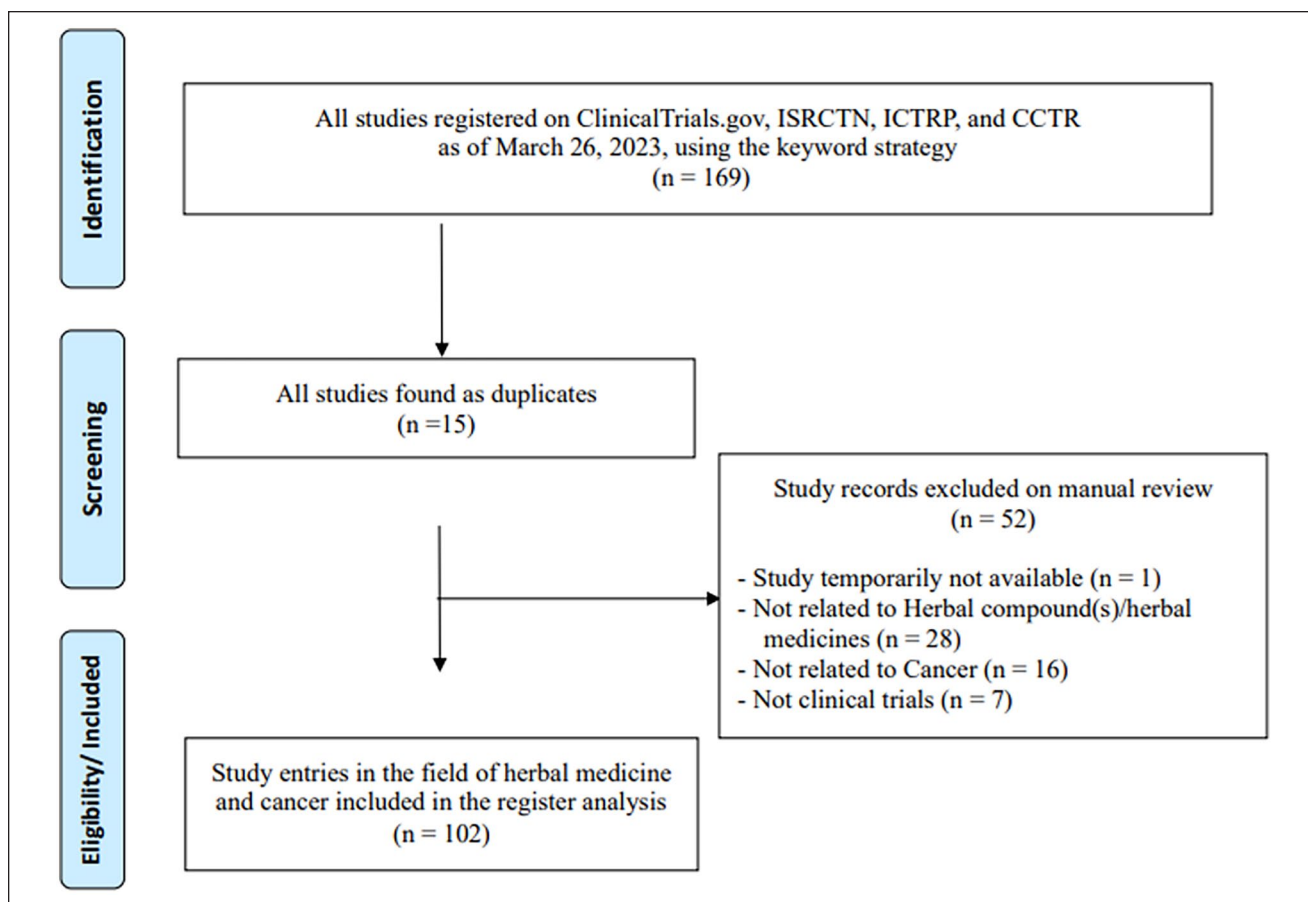 Identification
All studies registered on ClinicalTrials.gov, ISRCTN, ICTRP, and CCTR
as of March 26, 2023, using the keyword strategy
(n = 169)
Screening
All studies found as duplicates
(n =15)
Study records excluded on manual review
(n = 52)
- Study temporarily not available (n = 1)
- Not related to Herbal compound(s)/herbal
medicines (n = 28)
- Not related to Cancer (n = 16)
- Not clinical trials (n = 7)
Eligibility/ Included
Study entries in the field of herbal medicine
and cancer included in the register analysis
(n = 102)